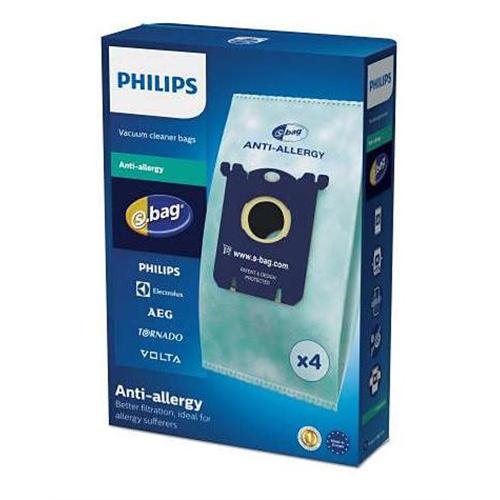 PHILIPS
Vacuum cleaner bags
Anti-allergy
s-bag
PHILIPS
Electrolux
AEG
TORNADO
VOLTA
Anti-allergy
Better filtration, ideal for
allergy sufferers
s-bag
ANTI-ALLERGY
www.s-bag.com
PATENT & DESIGN
PROTECTED
x4